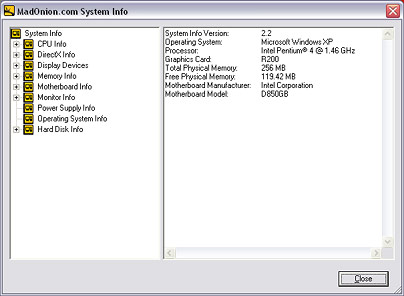 MadOnion.com System Info
System Info
CPU Info
DirectX Info
Display Devices
Memory Info
Motherboard Info
Monitor Info
Power Supply Info
Operating System Info
Hard Disk Info
System Info Version: 2.2
Operating System: Microsoft Windows XP
Processor: Intel Pentium 4 @ 1.46 GHz
Graphics Card: R200
Total Physical Memory: 256 MB
Free Physical Memory: 119.42 MB
Motherboard Manufacturer: Intel Corporation
Motherboard Model: D850GB
Close